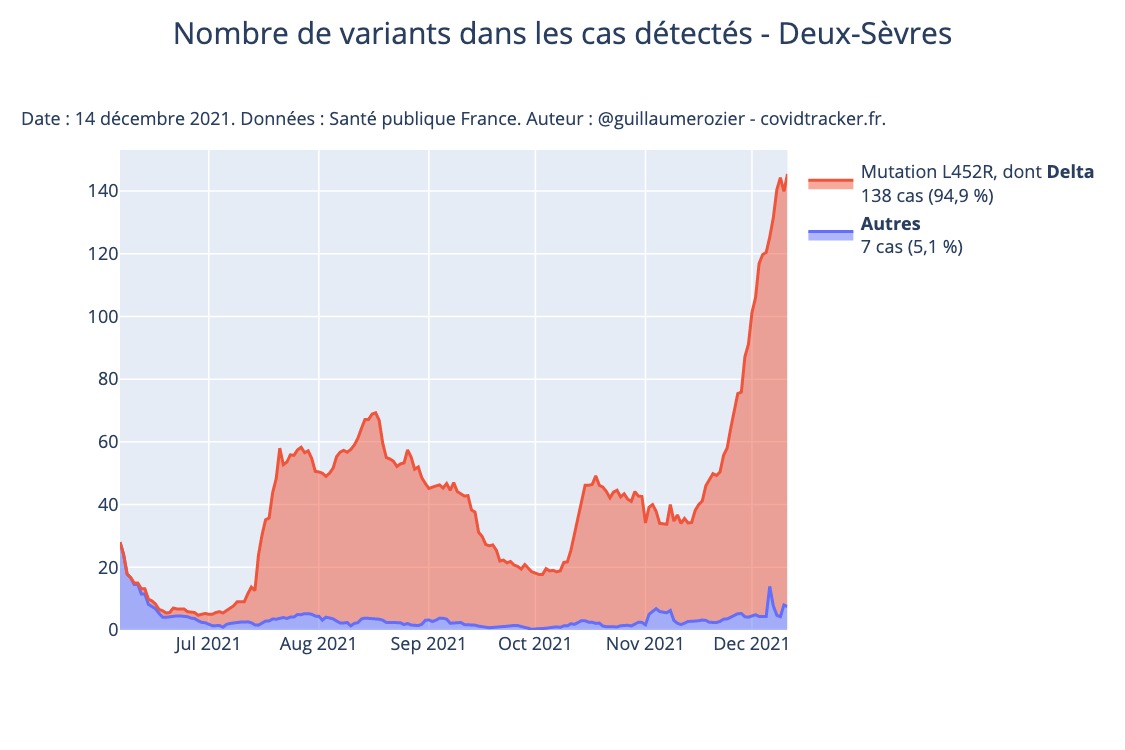 Nombre de variants dans les cas détectés - Deux-Sèvres
Date : 14 décembre 2021. Données : Santé publique France. Auteur : @guillaumerozier - covidtracker.fr.
Mutation L452R, dont Delta
138 cas (94,9 %)
Autres
7 cas (5,1 %)
140
120
100
80
60
40
20
0
Jul 2021
Aug 2021
Sep 2021
Oct 2021
Nov 2021
Dec 2021